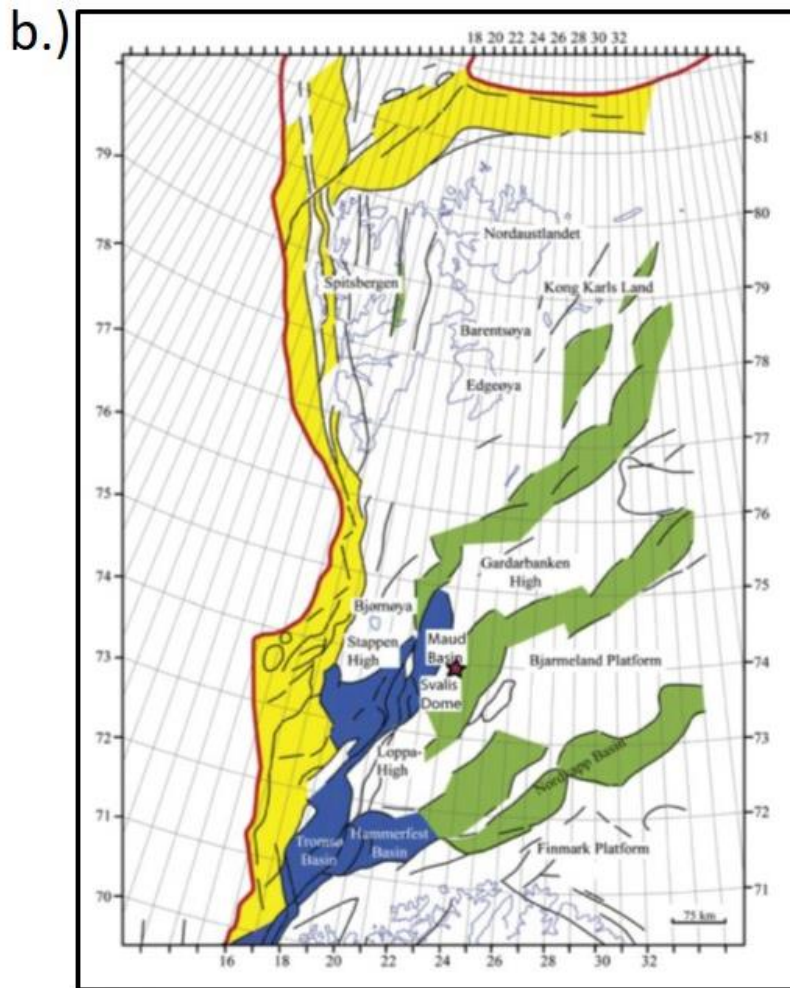 b.)
18 20 22 24 26 28 30 32
79
78
77
76
75
74
73
72
71
70
81
80
79
78
77
76
75
74
73
72
71
Nordaustlandet
Spitsbergen
Kong Karls Land
Barentsøya
Edgeøya
Gardarbanken
High
Bjørnøya
Stappen
High
Maud
Basin
Bjarmeland Platform
Svalis
Dome
Loppa-
High
Nordkapp Basin
Tromsø
Basin
Hammerfest
Basin
Finmark Platform
75 km
16 18 20 22 24 26 28 30 32